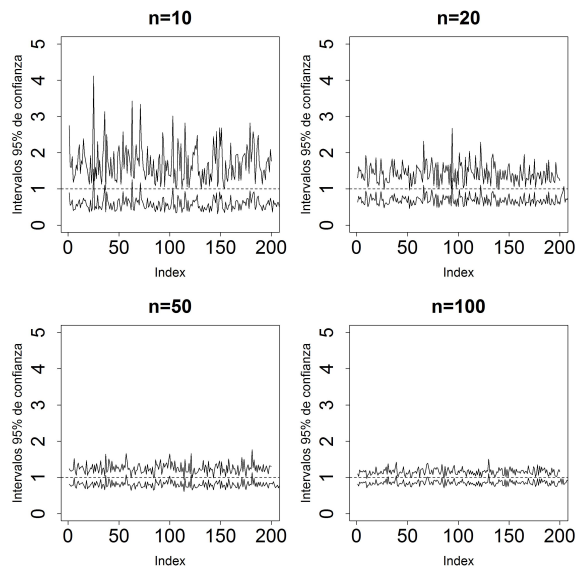 n=10
Intervalos 95% de confianza
0 1 2 3 4 5
0 50 100 150 200
Index
n=20
Intervalos 95% de confianza
0 1 2 3 4 5
0 50 100 150 200
Index
n=50
Intervalos 95% de confianza
0 1 2 3 4 5
0 50 100 150 200
Index
n=100
Intervalos 95% de confianza
0 1 2 3 4 5
0 50 100 150 200
Index